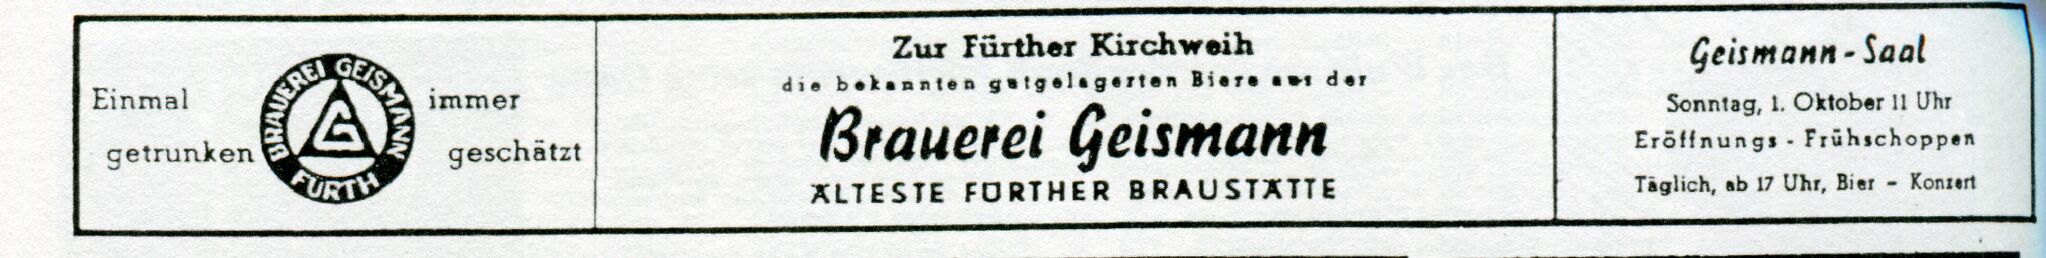 Einmal immer
getrunken geschätzt
BRAUEREI GEISMANN
FÜRTH
G
Zur Fürther Kirchweih
die bekannten gutgelagerten Biere aus der
Brauerei Geismann
ÄLTESTE FÜRTHER BRAUSTÄTTE
Geismann-Saal
Sonntag, 1. Oktober 11 Uhr
Eröffnungs - Frühschoppen
Täglich, ab 17 Uhr, Bier - Konzert